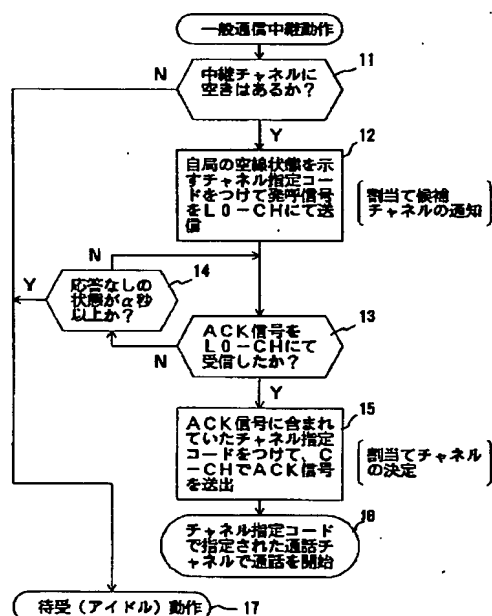 一般通信中継動作
11
N
中継チャネルに
空きはあるか？
Y
12
自局の空線状態を示
すチャネル指定コー
ドをつけて発呼信号
をＬ０－ＣＨにて送
信
割当て候補
チャネルの通知
N
14
Y
応答なしの
状態がα秒
以上か？
13
ＡＣＫ信号を
Ｌ０－ＣＨにて
受信したか？
N
Y
15
ＡＣＫ信号に含まれ
ていたチャネル指定
コードをつけて、Ｃ
－ＣＨでＡＣＫ信号
を送出
割当てチャネル
の決定
16
チャネル指定コード
で指定された通話チ
ャネルで通話を開始
待受（アイドル）動作
17